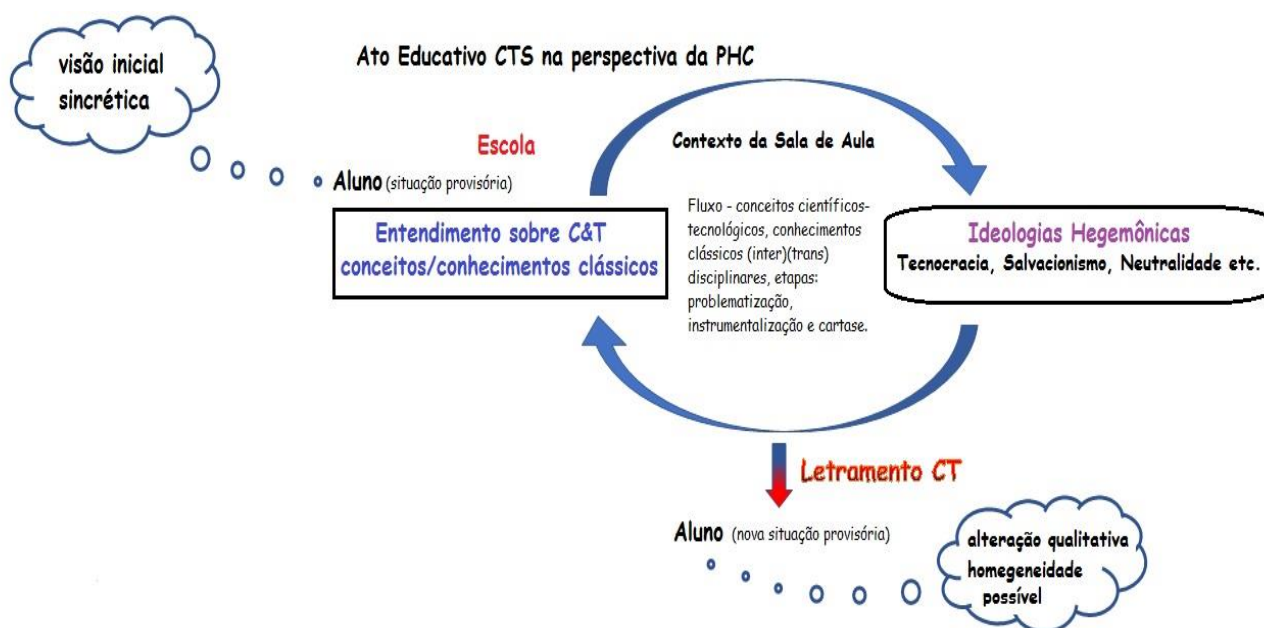 visão inicial
sincrética
Ato Educativo CTS na perspectiva da PHC
Escola
Contexto da Sala de Aula
Aluno (situação provisória)
Entendimento sobre C&T
conceitos/conhecimentos clássicos
Fluxo - conceitos científicos-
tecnológicos, conhecimentos
clássicos (inter)(trans)
disciplinares, etapas:
problematização,
instrumentalização e cartase.
Ideologias Hegemônicas
Tecnocracia, Salvacionismo, Neutralidade etc.
Letramento CT
Aluno (nova situação provisória)
alteração qualitativa
homegeneidade
possível